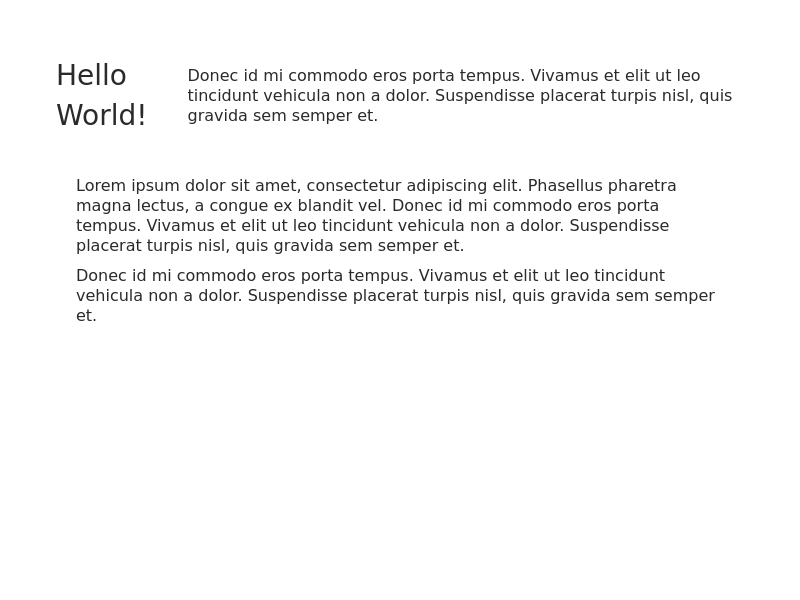 Hello
World!
Donec id mi commodo eros porta tempus. Vivamus et elit ut leo
tincidunt vehicula non a dolor. Suspendisse placerat turpis nisl, quis
gravida sem semper et.
Lorem ipsum dolor sit amet, consectetur adipiscing elit. Phasellus pharetra
magna lectus, a congue ex blandit vel. Donec id mi commodo eros porta
tempus. Vivamus et elit ut leo tincidunt vehicula non a dolor. Suspendisse
placerat turpis nisl, quis gravida sem semper et.
Donec id mi commodo eros porta tempus. Vivamus et elit ut leo tincidunt
vehicula non a dolor. Suspendisse placerat turpis nisl, quis gravida sem semper
et.